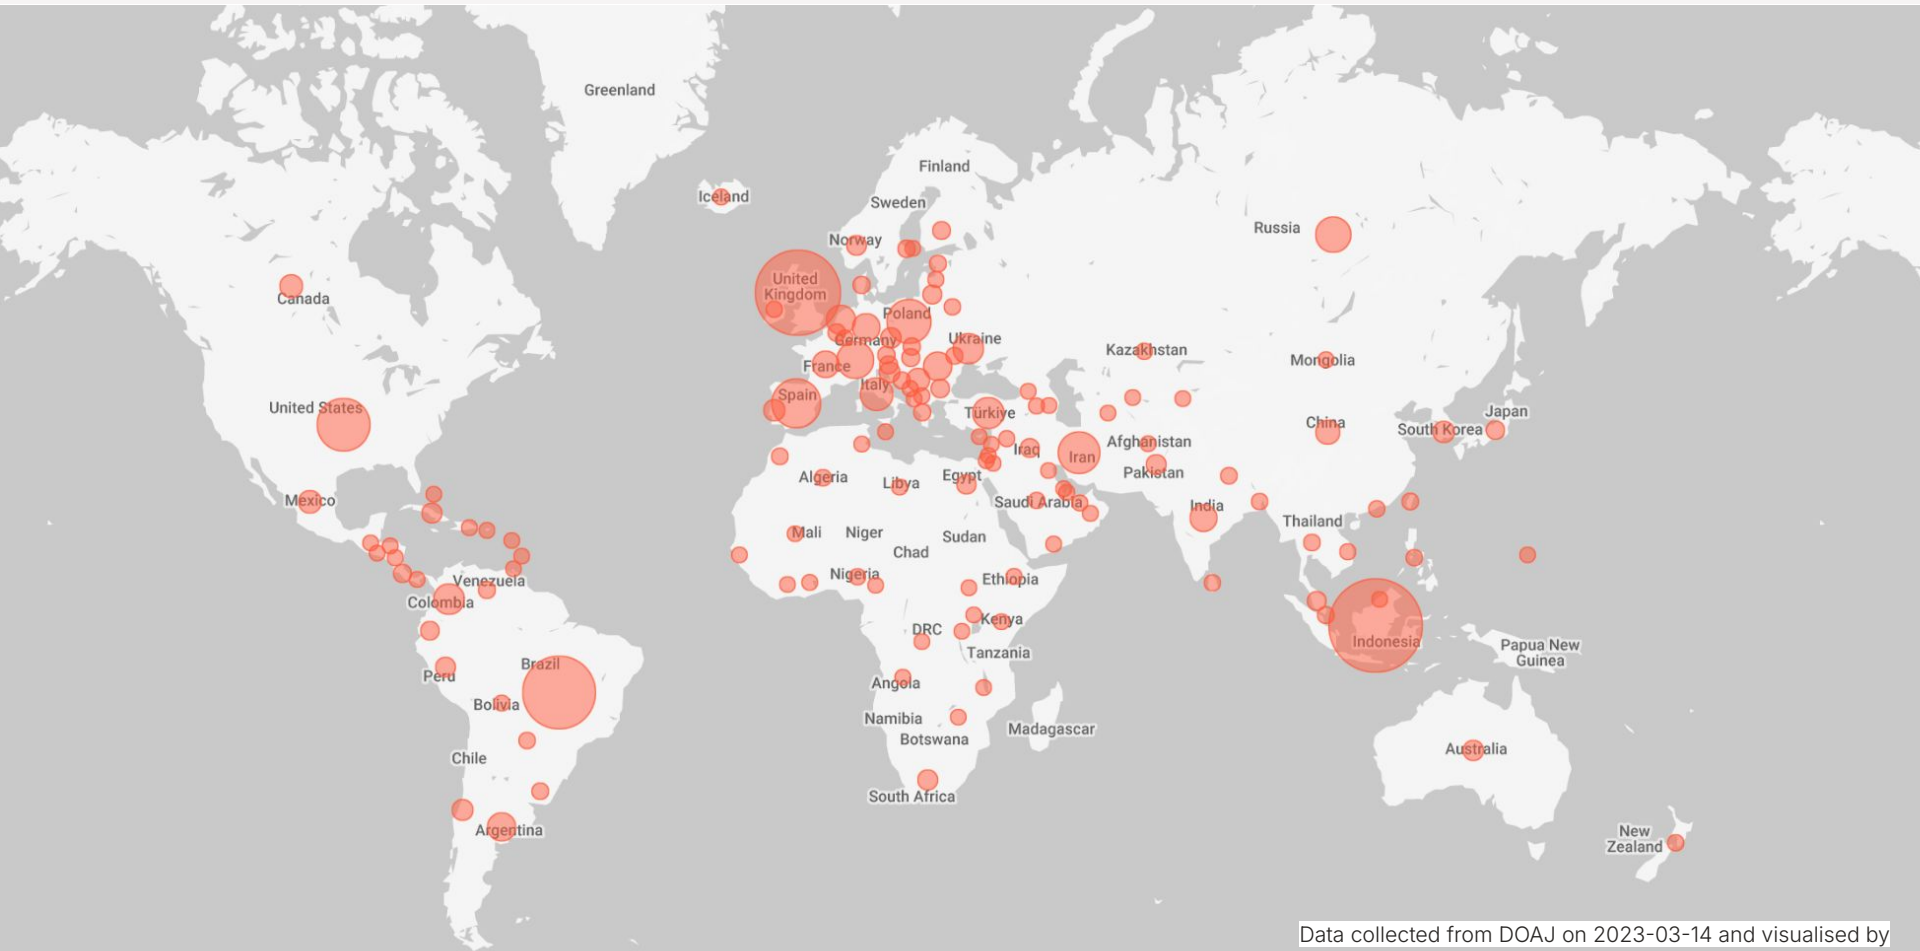 Greenland
Finland
Iceland
Sweden
Russia
Norway
United
Kingdom
Canada
Poland
Ukraine
Germany
Kazakhstan
Mongolia
France
Italy
Spain
United States
Türkiye
Japan
China
South Korea
Afghanistan
Iraq
Iran
Pakistan
Algeria
Libya
Egypt
Mexico
Saudi Arabia
India
Thailand
Mali
Niger
Sudan
Chad
Nigeria
Ethiopia
Venezuela
Colombia
Kenya
DRC
Indonesia
Papua New
Guinea
Tanzania
Brazil
Peru
Angola
Bolivia
Namibia
Madagascar
Botswana
Australia
Chile
South Africa
Argentina
New
Zealand
Data collected from DOAJ on 2023-03-14 and visualised by